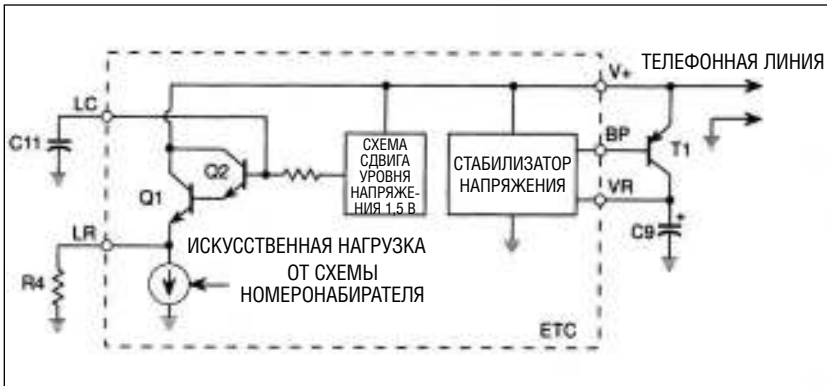 ТЕЛЕФОННАЯ ЛИНИЯ
V+
LC
C11
Q2
Q1
СХЕМА
СДВИГА
УРОВНЯ
НАПРЯЖЕ-
НИЯ 1,5 В
СТАБИЛИЗАТОР
НАПРЯЖЕНИЯ
BP
T1
VR
C9
+
LR
R4
ИСКУССТВЕННАЯ НАГРУЗКА
ОТ СХЕМЫ
НОМЕРОНАБИРАТЕЛЯ
ETC